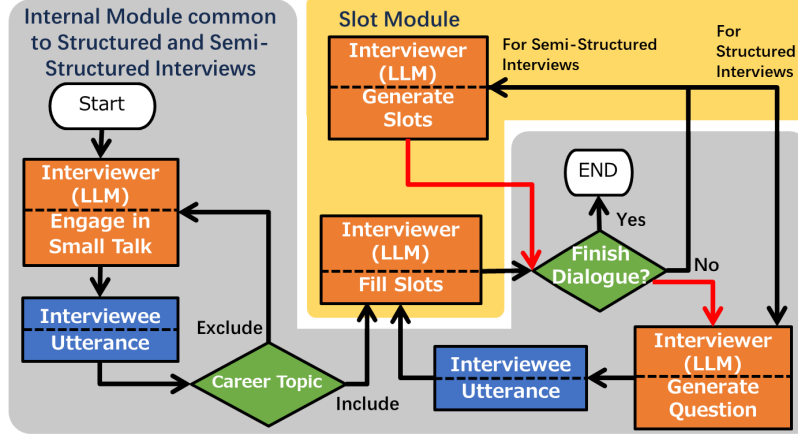 Internal Module common
to Structured and Semi-
Structured Interviews
Start
Interviewer
(LLM)
Engage in
Small Talk
Interviewee
Utterance
Exclude
Career Topic
Include
Slot Module
Interviewer
(LLM)
Generate
Slots
For Semi-Structured
Interviews
For
Structured
Interviews
Interviewer
(LLM)
Fill Slots
END
Yes
Finish
Dialogue?
No
Interviewer
(LLM)
Generate
Question
Interviewee
Utterance